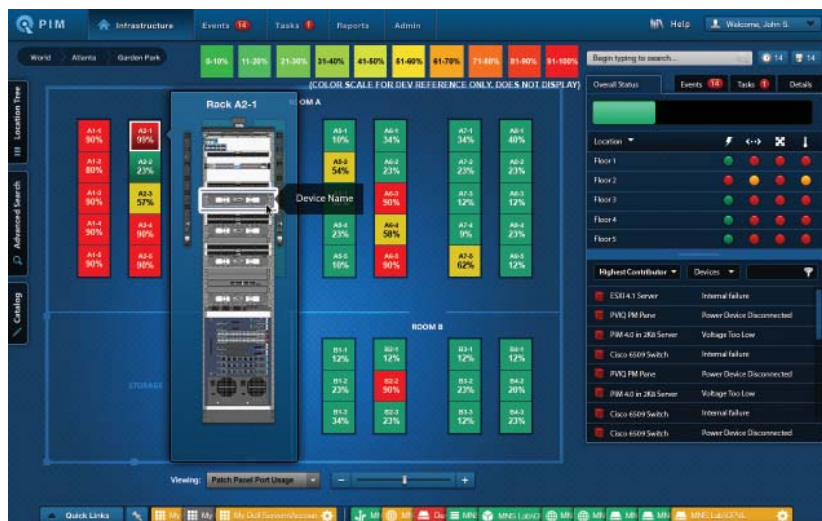 PIM
Infrastructure
Events 14
Tasks 1
Reports
Admin
Help
Welcome, John S.
World
Atlanta
Garden Park
0-10%
11-20%
21-30%
31-40%
41-50%
51-60%
61-70%
71-80%
81-90%
91-100%
(COLOR SCALE FOR DEV REFERENCE ONLY. DOES NOT DISPLAY)
Begin typing to search...
14
14
Location Tree
Advanced Search
Catalog
Rack A2-1
OM A
Device Name
A1-1
90%
A2-1
99%
A1-2
80%
A2-2
23%
A1-3
90%
A2-3
57%
A1-4
90%
90%
A1-5
90%
90%
A5-1
10%
A6-1
34%
A7-1
34%
A8-1
40%
A5-2
54%
A6-2
23%
A7-2
23%
A8-2
23%
A6-3
90%
A7-3
12%
A8-3
12%
A5-4
23%
A6-4
58%
A7-4
9%
A8-4
23%
A5-5
10%
A6-5
90%
A7-5
62%
A8-5
12%
ROOM B
STORAGE
B1-1
12%
B2-1
12%
B3-1
12%
B4-1
12%
B1-2
23%
B2-2
90%
B3-2
23%
B4-2
20%
B1-3
34%
B2-3
23%
B3-3
12%
B4-3
23%
Overall Status
Events 14
Tasks 1
Details
Location
Floor 1
Floor 2
Floor 3
Floor 4
Floor 5
Highest Contributor
Devices
ESXI 4.1 Server Internal failure
PVIQ PM Pane Power Device Disconnected
PIM 4.0 in 2K8 Server Voltage Too Low
Cisco 6509 Switch Internal failure
PVIQ PM Pane Power Device Disconnected
PIM 4.0 in 2K8 Server Voltage Too Low
Cisco 6509 Switch Internal failure
Cisco 6509 Switch Power Device Disconnected
Viewing: Patch Panel Port Usage
Quick Links
My
My
My Dell